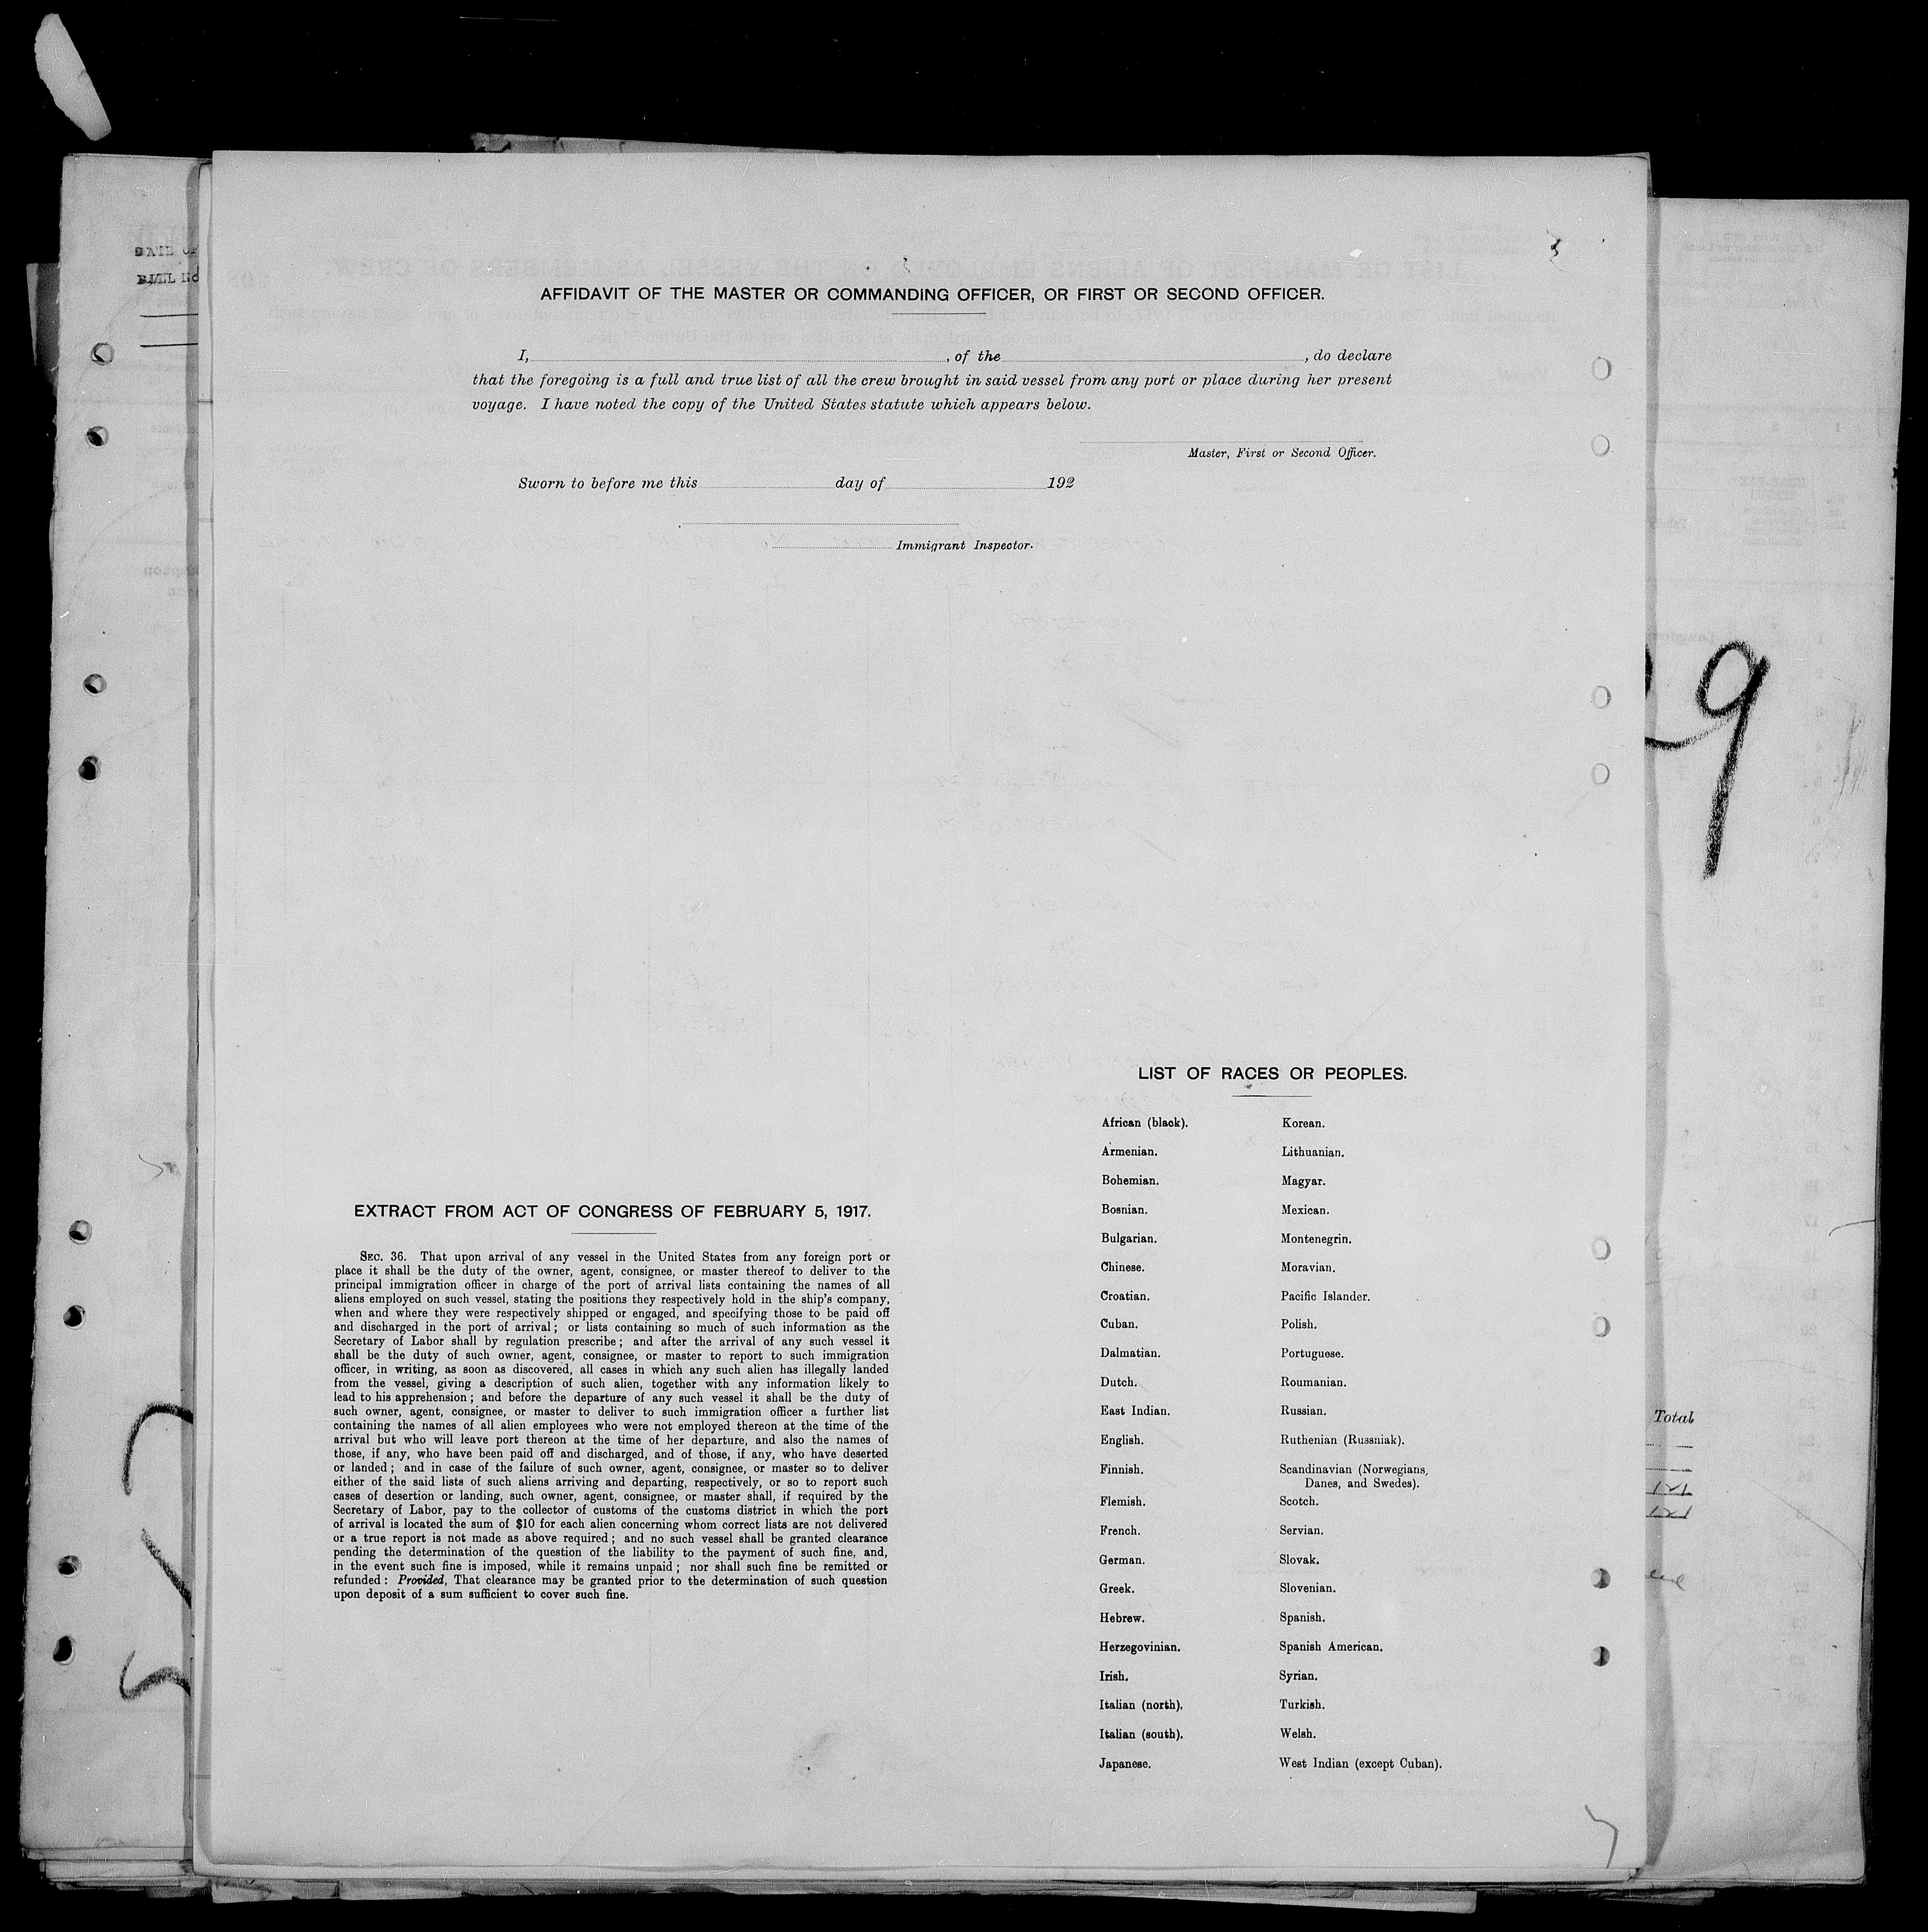 AFFIDAVIT OF THE MASTER OR COMMANDING OFFICER, OR FIRST OR SECOND OFFICER.
I, , of the , do declare
that the foregoing is a full and true list of all the crew brought in said vessel from any port or place during her present
voyage. I have noted the copy of the United States statute which appears below.
Master, First or Second Officer.
Sworn to before me this day of 192
Immigrant Inspector.
9
EXTRACT FROM ACT OF CONGRESS OF FEBRUARY 5, 1917.
SEC. 36. That upon arrival of any vessel in the United States from any foreign port or
place it shall be the duty of the owner, agent, consignee, or master thereof to deliver to the
principal immigration officer in charge of the port of arrival lists containing the names of all
aliens employed on such vessel, stating the positions they respectively hold in the ship's company,
when and where they were respectively shipped or engaged, and specifying those to be paid off
and discharged in the port of arrival; or lists containing so much of such information as the
Secretary of Labor shall by regulation prescribe; and after the arrival of any such vessel it
shall be the duty of such owner, agent, consignee, or master to report to such immigration
officer, in writing, as soon as discovered, all cases in which any such alien has illegally landed
from the vessel, giving a description of such alien, together with any information likely to
lead to his apprehension; and before the departure of any such vessel it shall be the duty of
such owner, agent, consignee, or master to deliver to such immigration officer a further list
containing the names of all alien employees who were not employed thereon at the time of the
arrival but who will leave port thereon at the time of her departure, and also the names of
those, if any, who have been paid off and discharged, and of those, if any, who have deserted
or landed; and in case of the failure of such owner, agent, consignee, or master so to deliver
either of the said lists of such aliens arriving and departing, respectively, or so to report such
cases of desertion or landing, such owner, agent, consignee, or master shall, if required by the
Secretary of Labor, pay to the collector of customs of the customs district in which the port
of arrival is located the sum of $10 for each alien concerning whom correct lists are not delivered
or a true report is not made as above required; and no such vessel shall be granted clearance
pending the determination of the question of the liability to the payment of such fine, and,
in the event such fine is imposed, while it remains unpaid; nor shall such fine be remitted or
refunded: Provided, That clearance may be granted prior to the determination of such question
upon deposit of a sum sufficient to cover such fine.
LIST OF RACES OR PEOPLES.
African (black).
Armenian.
Bohemian.
Bosnian.
Bulgarian.
Chinese.
Croatian.
Cuban.
Dalmatian.
Dutch.
East Indian.
English.
Finnish.
Flemish.
French.
German.
Greek.
Hebrew.
Herzegovinian.
Irish.
Italian (north).
Italian (south).
Japanese.
Korean.
Lithuanian.
Magyar.
Mexican.
Montenegrin.
Moravian.
Pacific Islander.
Polish.
Portuguese.
Roumanian.
Russian.
Ruthenian (Russniak).
Scandinavian (Norwegians,
Danes, and Swedes).
Scotch.
Servian.
Slovak.
Slovenian.
Spanish.
Spanish American.
Syrian.
Turkish.
Welsh.
West Indian (except Cuban).
Total